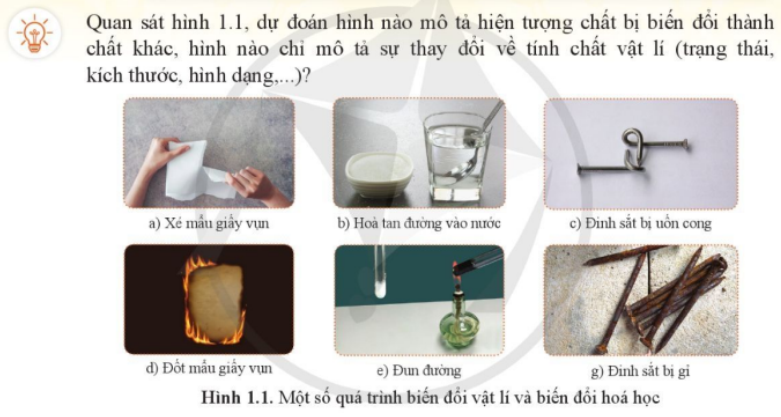 Quan sát hình 1.1, dự đoán hình nào mô tả hiện tượng chất bị biến đổi thành
chất khác, hình nào chỉ mô tả sự thay đổi về tính chất vật lí (trạng thái,
kích thước, hình dạng,...)?
a) Xé mẩu giấy vụn
b) Hoà tan đường vào nước
c) Đinh sắt bị uốn cong
d) Đốt mẩu giấy vụn
e) Đun đường
g) Đinh sắt bị gỉ
Hình 1.1. Một số quá trình biến đổi vật lí và biến đổi hoá học